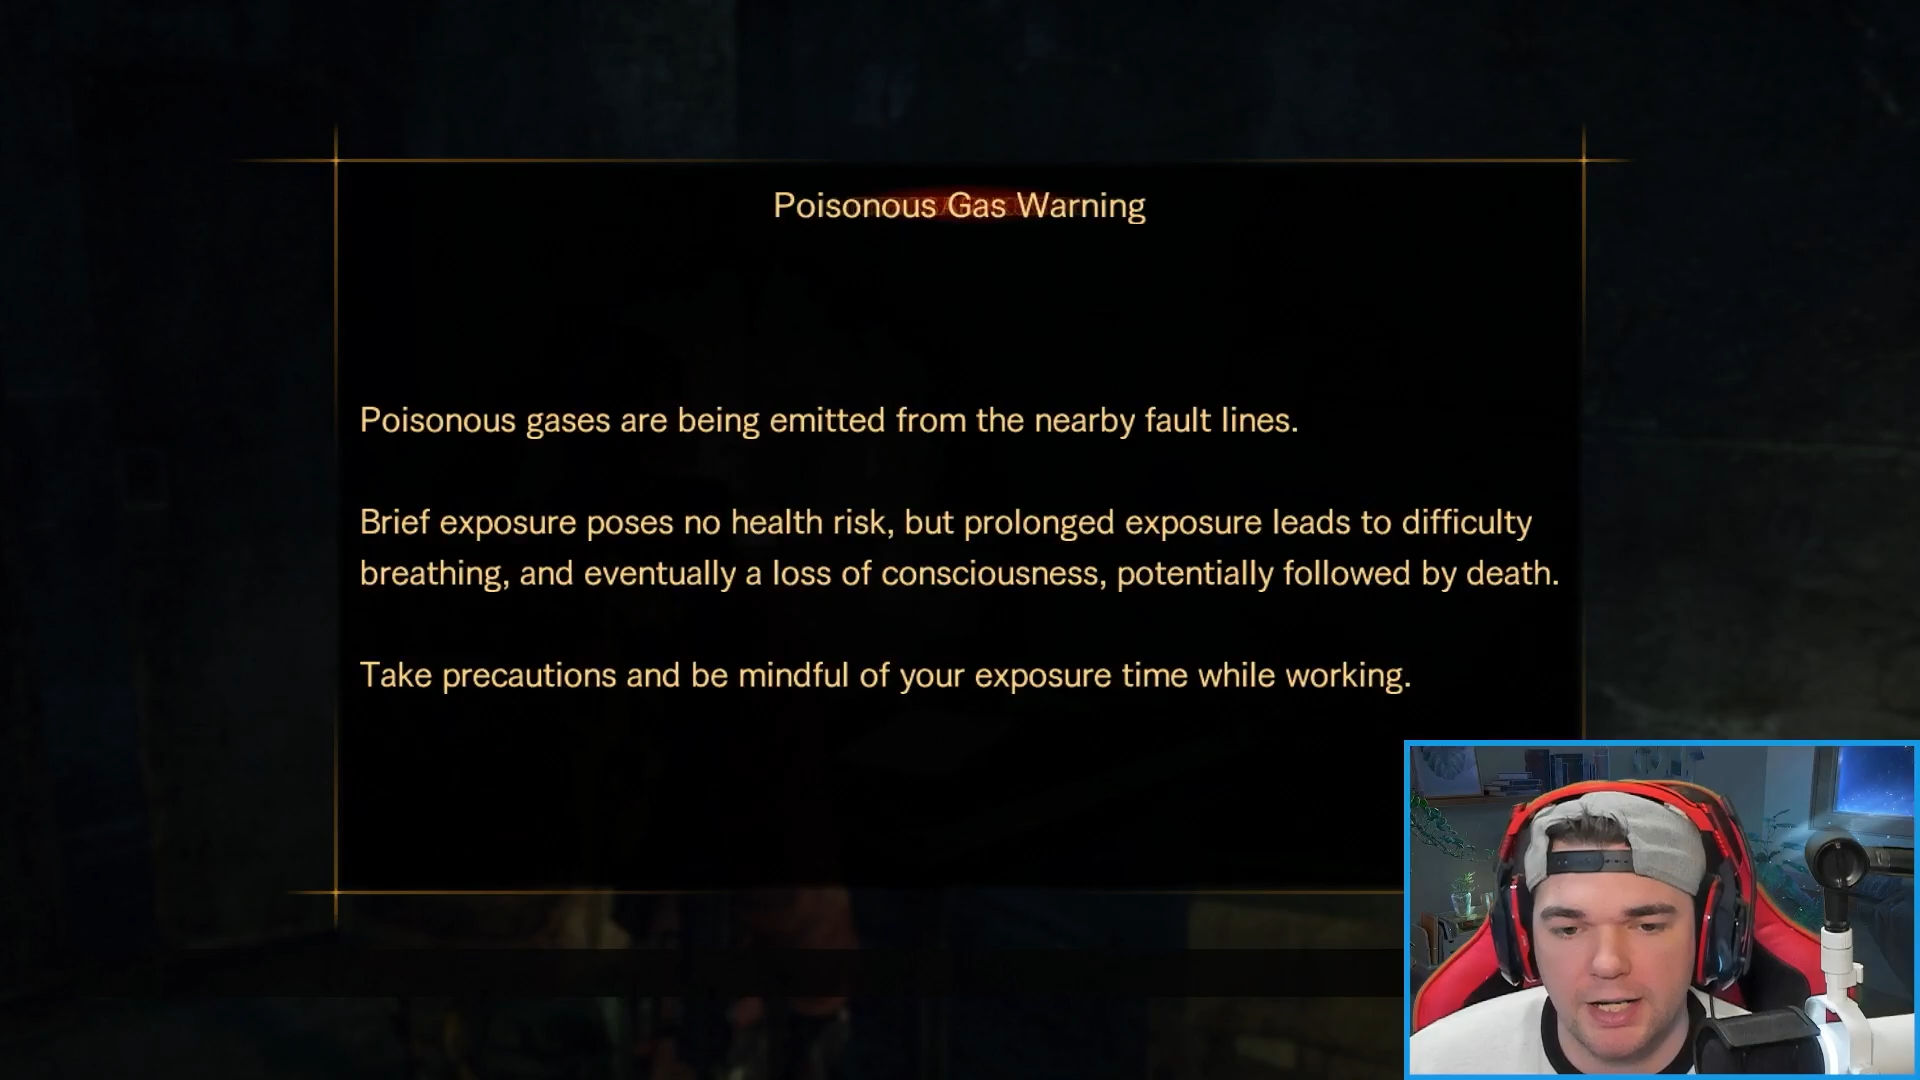 Poisonous Gas Warning
Poisonous gases are being emitted from the nearby fault lines.
Brief exposure poses no health risk, but prolonged exposure leads to difficulty
breathing, and eventually a loss of consciousness, potentially followed by death.
Take precautions and be mindful of your exposure time while working.